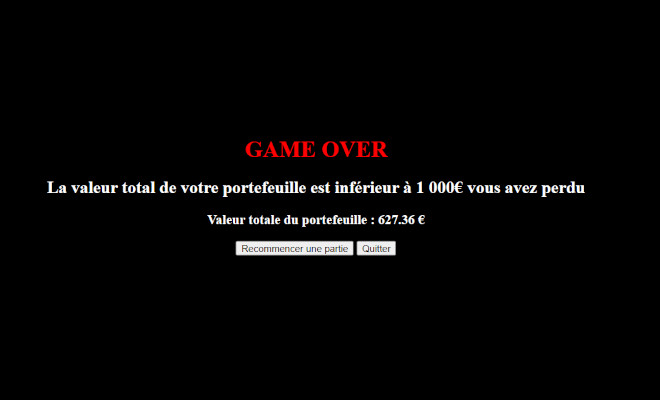 GAME OVER
La valeur total de votre portefeuille est inférieur à 1 000€ vous avez perdu
Valeur totale du portefeuille : 627.36 €
Recommencer une partie Quitter